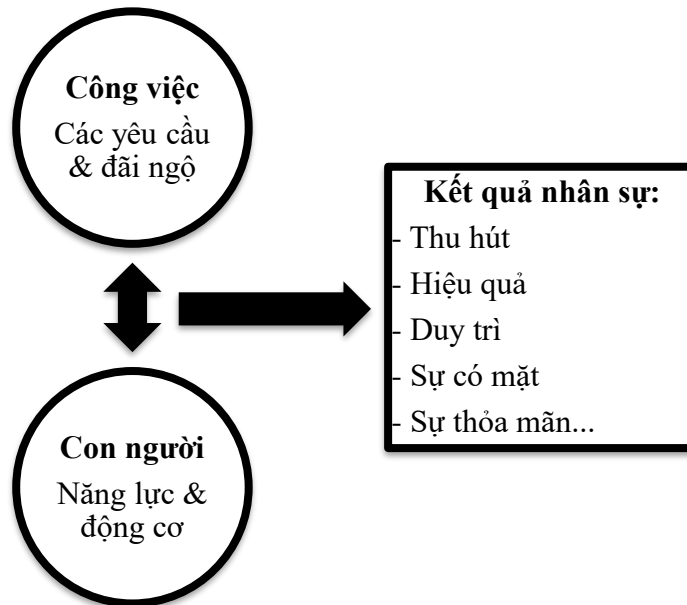 Công việc
Các yêu cầu
& đãi ngộ
Kết quả nhân sự:
- Thu hút
- Hiệu quả
- Duy trì
- Sự có mặt
- Sự thỏa mãn...
Con người
Năng lực &
động cơ